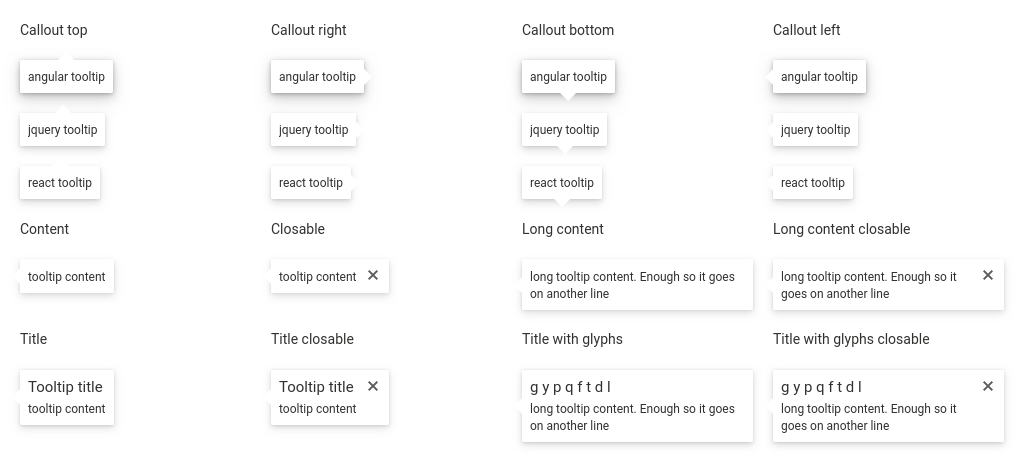 Callout top
Callout right
Callout bottom
Callout left
angular tooltip
angular tooltip
angular tooltip
angular tooltip
jquery tooltip
jquery tooltip
jquery tooltip
jquery tooltip
react tooltip
react tooltip
react tooltip
react tooltip
Content
Closable
Long content
Long content closable
tooltip content
tooltip content
long tooltip content. Enough so it goes
on another line
long tooltip content. Enough so it
goes on another line
Title
Title closable
Title with glyphs
Title with glyphs closable
Tooltip title
tooltip content
Tooltip title
tooltip content
g y p q f t d l
long tooltip content. Enough so it goes
on another line
g y p q f t d l
long tooltip content. Enough so it
goes on another line